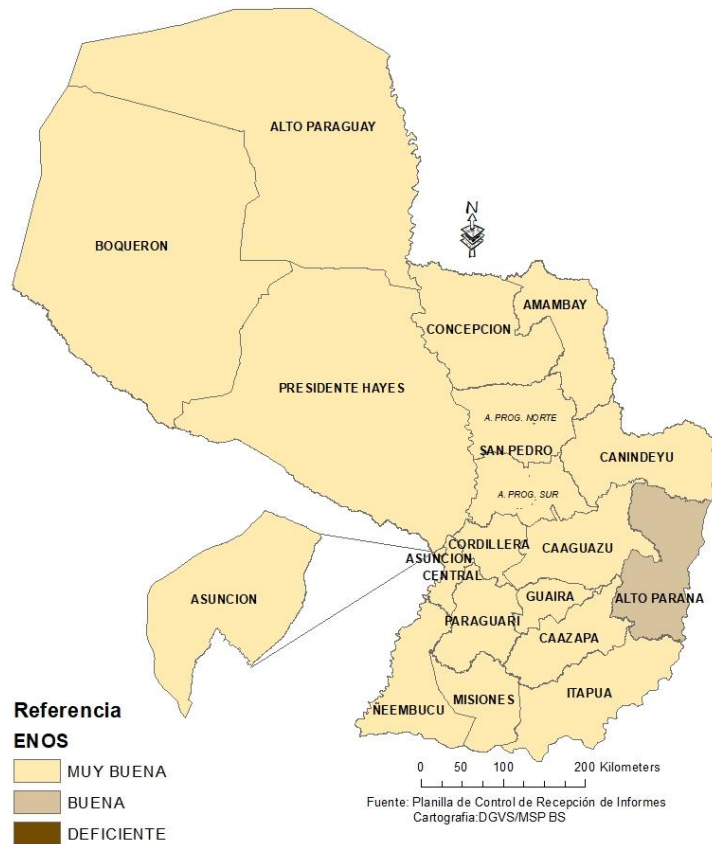 ALTO PARAGUAY
N
BOQUERON
AMAMBAY
CONCEPCION
PRESIDENTE HAYES
A. PROG. NORTE
SAN PEDRO
CANINDEYU
A. PROG. SUR
CORDILLERA
CAAGUAZU
ASUNCION
CENTRAL
ASUNCION
GUAIRA
ALTO PARANA
PARAGUARI
CAAZAPA
ITAPUA
MISIONES
ÑEEMBUCU
Referencia
ENOS
MUY BUENA
BUENA
DEFICIENTE
0 50 100 200 Kilometers
Fuente: Planilla de Control de Recepción de Informes
Cartografia:DGVS/MSP BS